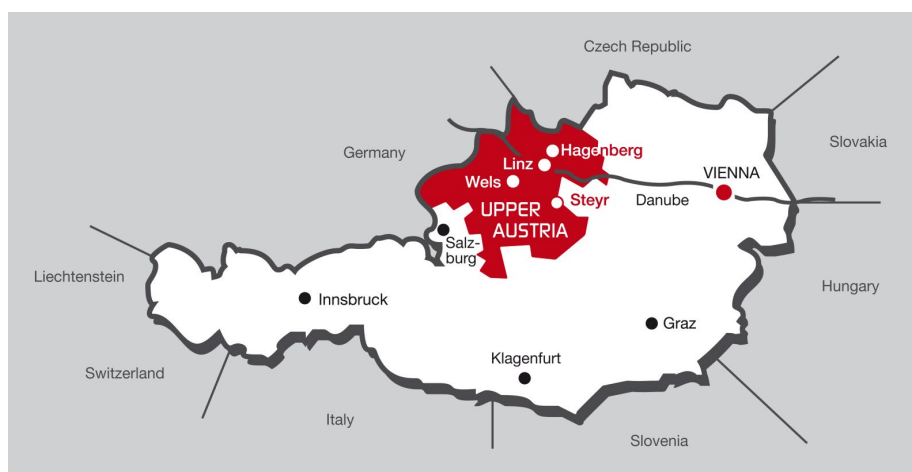 Czech Republic
Slovakia
Germany
Hagenberg
Linz
VIENNA
Wels
Steyr
Danube
UPPER
AUSTRIA
Salz-
burg
Liechtenstein
Innsbruck
Hungary
Graz
Klagenfurt
Switzerland
Italy
Slovenia